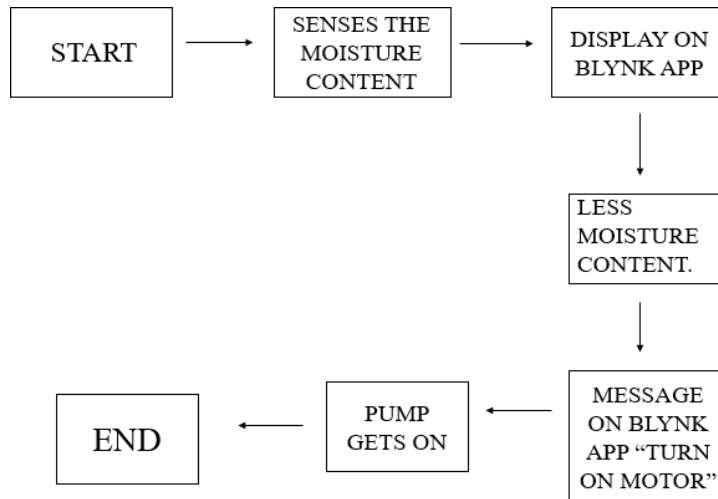 START
SENSES THE
MOISTURE
CONTENT
DISPLAY ON
BLYNK APP
LESS
MOISTURE
CONTENT.
MESSAGE
ON BLYNK
APP “TURN
ON MOTOR”
PUMP
GETS ON
END